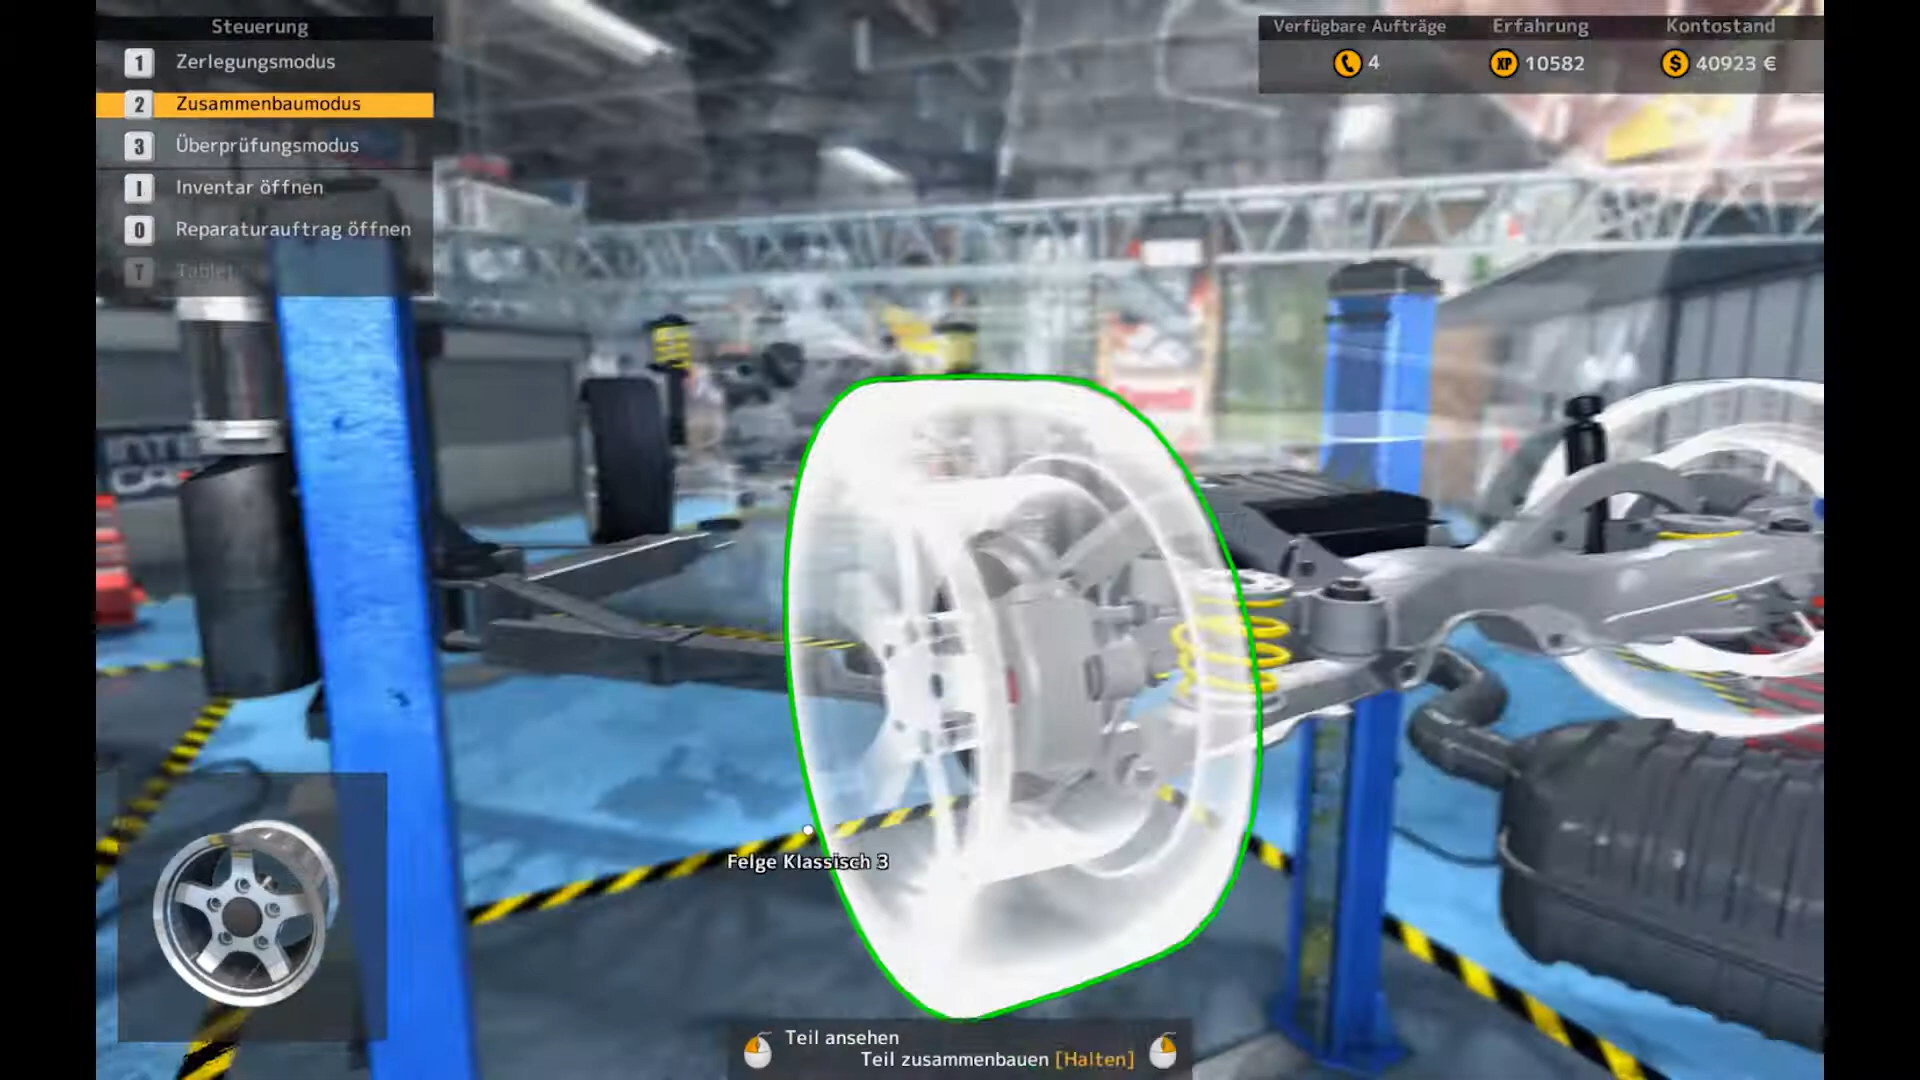 Steuerung
1 Zerlegungsmodus
2 Zusammenbaumodus
3 Überprüfungsmodus
I Inventar öffnen
O Reparaturauftrag öffnen
T Tablet
Verfügbare Aufträge Erfahrung Kontostand
4 XP 10582 $ 40923 €
Felge Klassisch 3
Teil ansehen
Teil zusammenbauen [Halten]